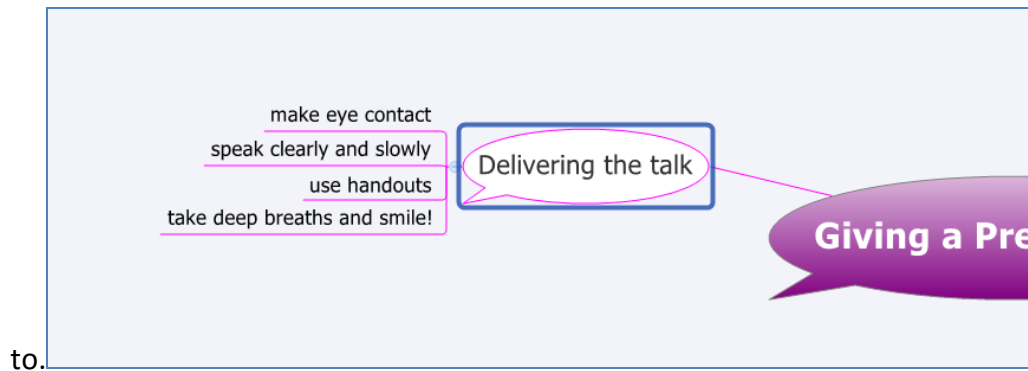 make eye contact
speak clearly and slowly
use handouts
take deep breaths and smile!
Delivering the talk
Giving a Pre
to.